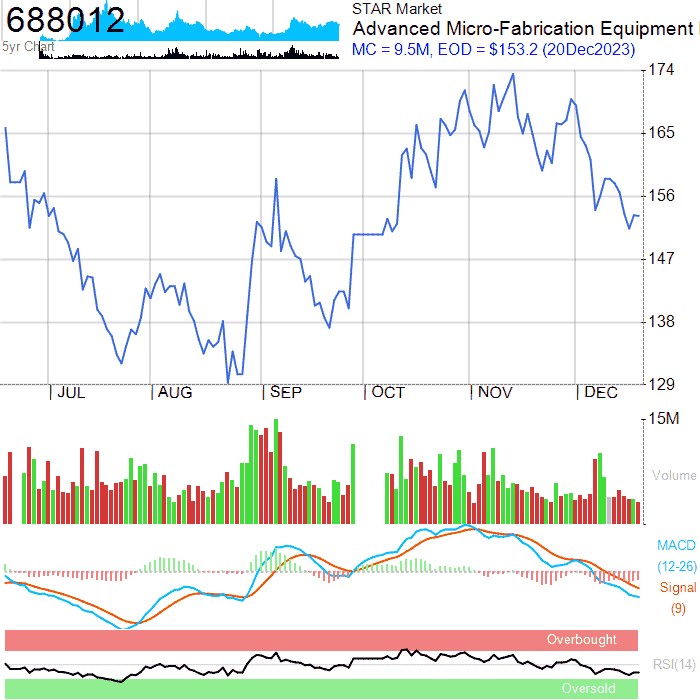 688012
5yr Chart
STAR Market
Advanced Micro-Fabrication Equipment
MC = 9.5M, EOD = $153.2 (20Dec2023)
174
165
156
147
138
129
JUL
AUG
SEP
OCT
NOV
DEC
15M
Volume
MACD
(12-26)
Signal
(9)
Overbought
RSI(14)
Oversold